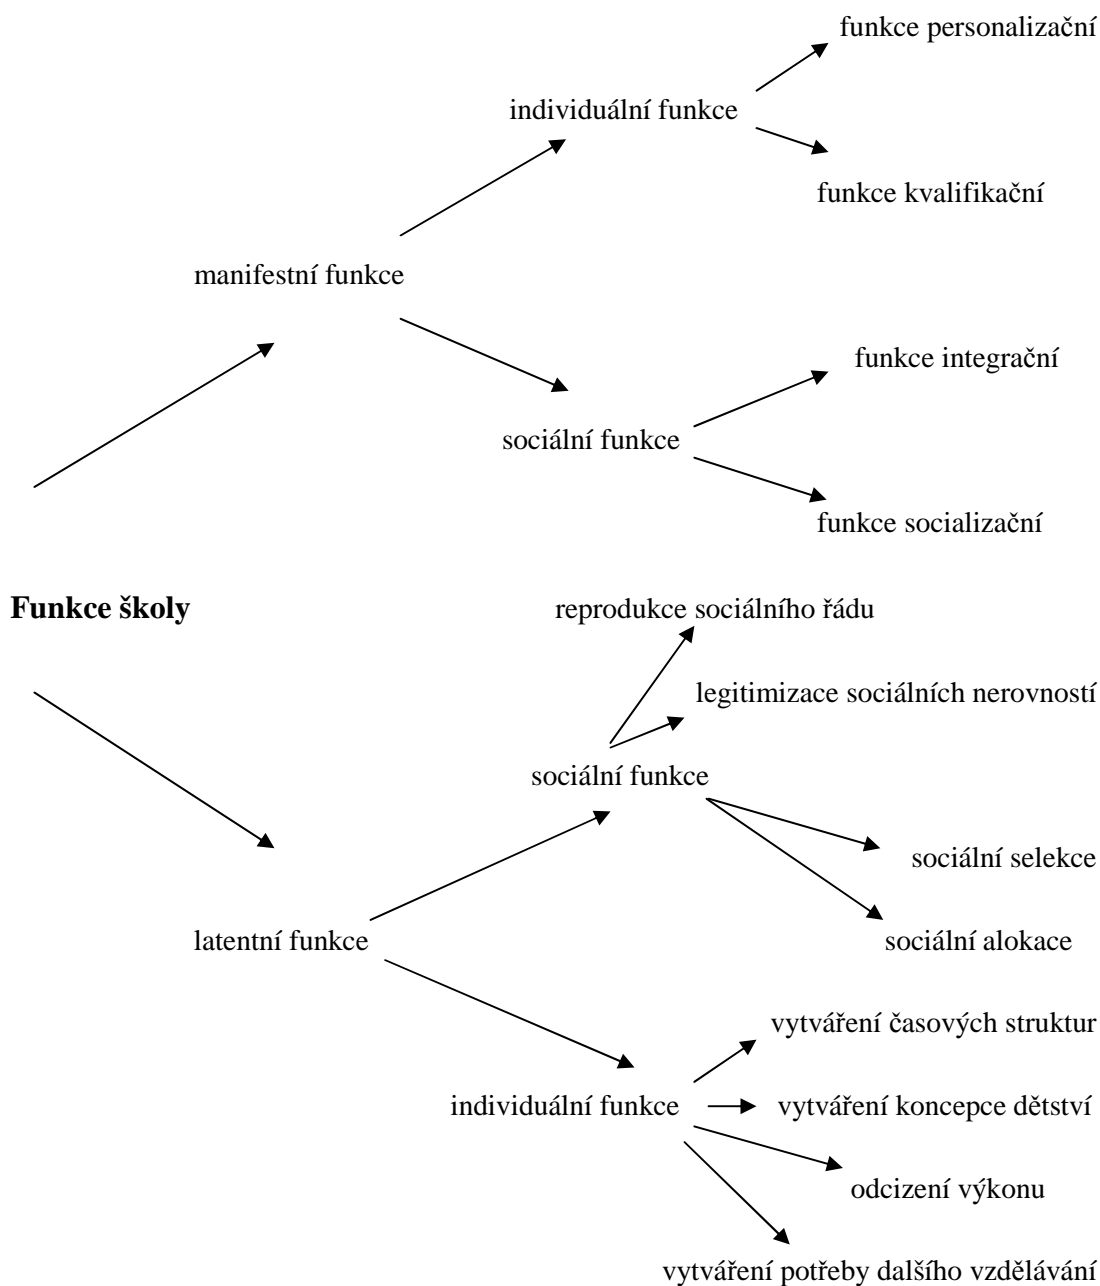 funkce personalizační
individuální funkce
funkce kvalifikační
manifestní funkce
funkce integrační
sociální funkce
funkce socializační
Funkce školy
reprodukce sociálního řádu
legitimizace sociálních nerovností
sociální funkce
sociální selekce
latentní funkce
sociální alokace
vytváření časových struktur
individuální funkce
vytváření koncepce dětství
odcizení výkonu
vytváření potřeby dalšího vzdělávání